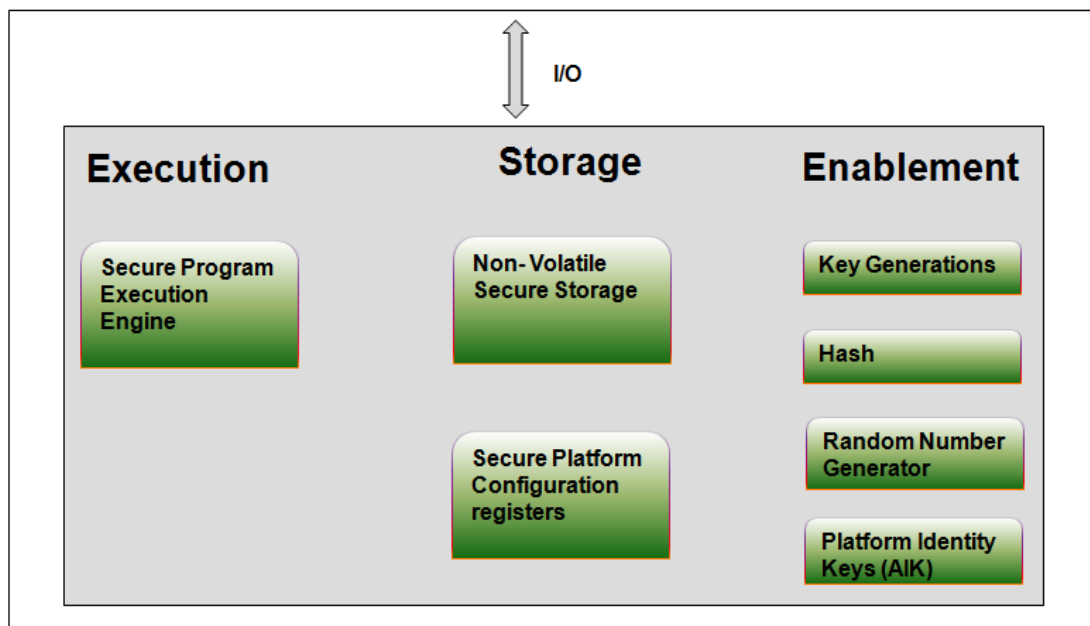 I/O
Execution
Storage
Enablement
Secure Program
Execution
Engine
Non- Volatile
Secure Storage
Secure Platform
Configuration
registers
Key Generations
Hash
Random Number
Generator
Platform Identity
Keys (AIK)